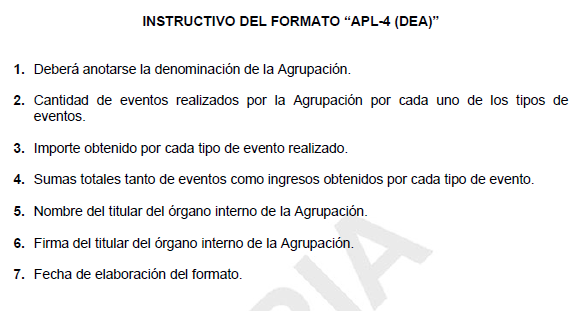 INSTRUCTIVO DEL FORMATO “APL-4 (DEA)”
1. Deberá anotarse la denominación de la Agrupación.
2. Cantidad de eventos realizados por la Agrupación por cada uno de los tipos de
eventos.
3. Importe obtenido por cada tipo de evento realizado.
4. Sumas totales tanto de eventos como ingresos obtenidos por cada tipo de evento.
5. Nombre del titular del órgano interno de la Agrupación.
6. Firma del titular del órgano interno de la Agrupación.
7. Fecha de elaboración del formato.